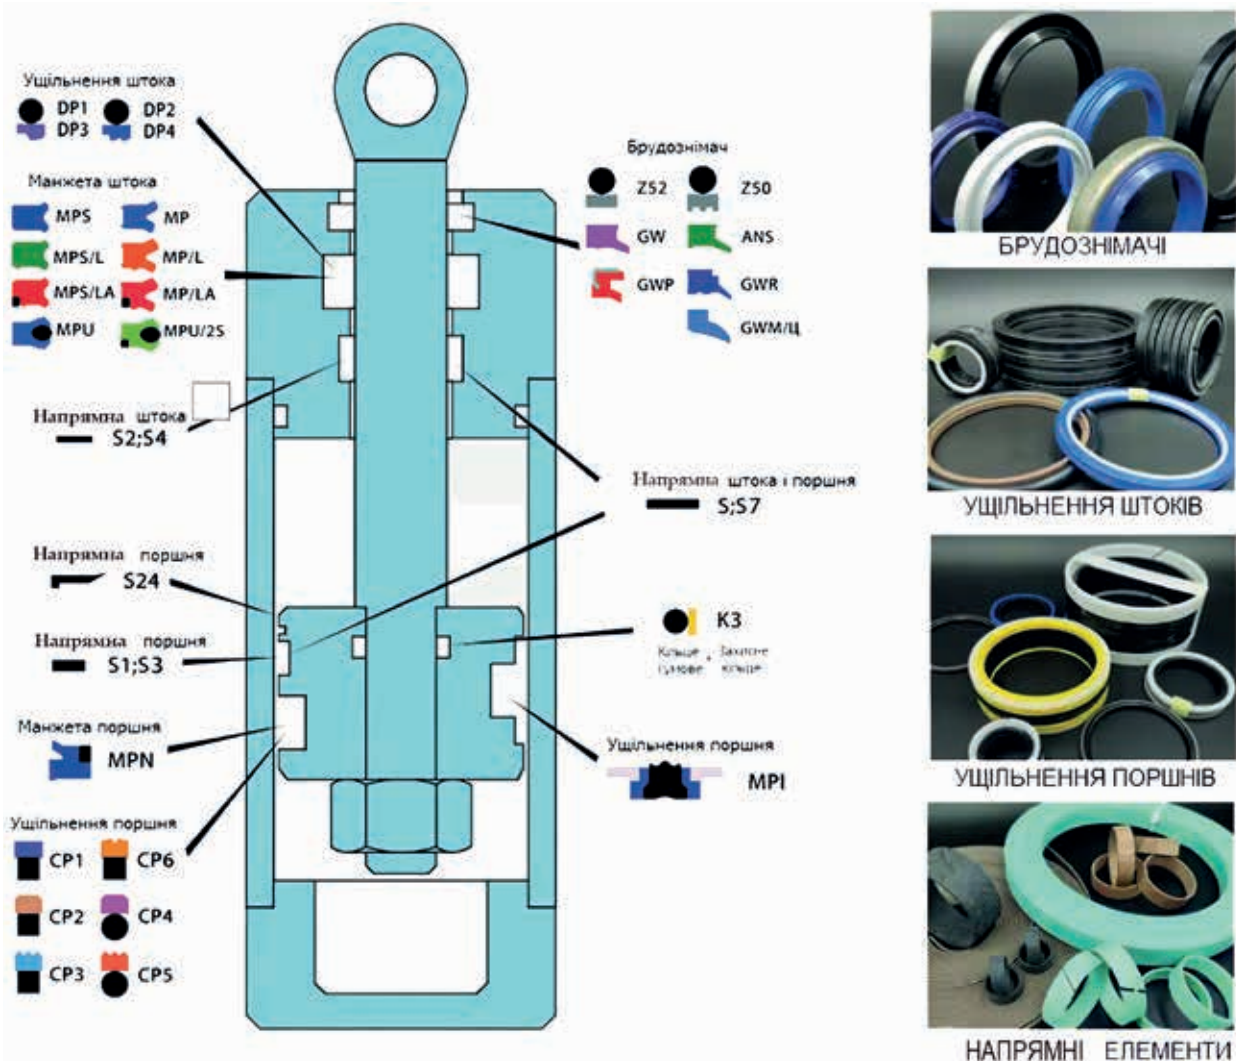 Ущільнення штока
DP1 DP2
DP3 DP4
Манжета штока
MPS MP
MPS/L MP/L
MPS/LA MP/LA
MPU MPU/2S
Напрямна штока
S2;S4
Напрямна поршня
S24
Напрямна поршня
S1;S3
Манжета поршня
MPN
Ущільнення поршня
CP1 CP6
CP2 CP4
CP3 CP5
Брудознімач
Z52 Z50
GW ANS
GWP GWR
GWM/Ц
Напрямна штока і поршня
S;S7
K3
Кільце гумове + Захисне кільце
Ущільнення поршня
MPI
БРУДОЗНІМАЧІ
УЩІЛЬНЕННЯ ШТОКІВ
УЩІЛЬНЕННЯ ПОРШНІВ
НАПРЯМНІ ЕЛЕМЕНТИ